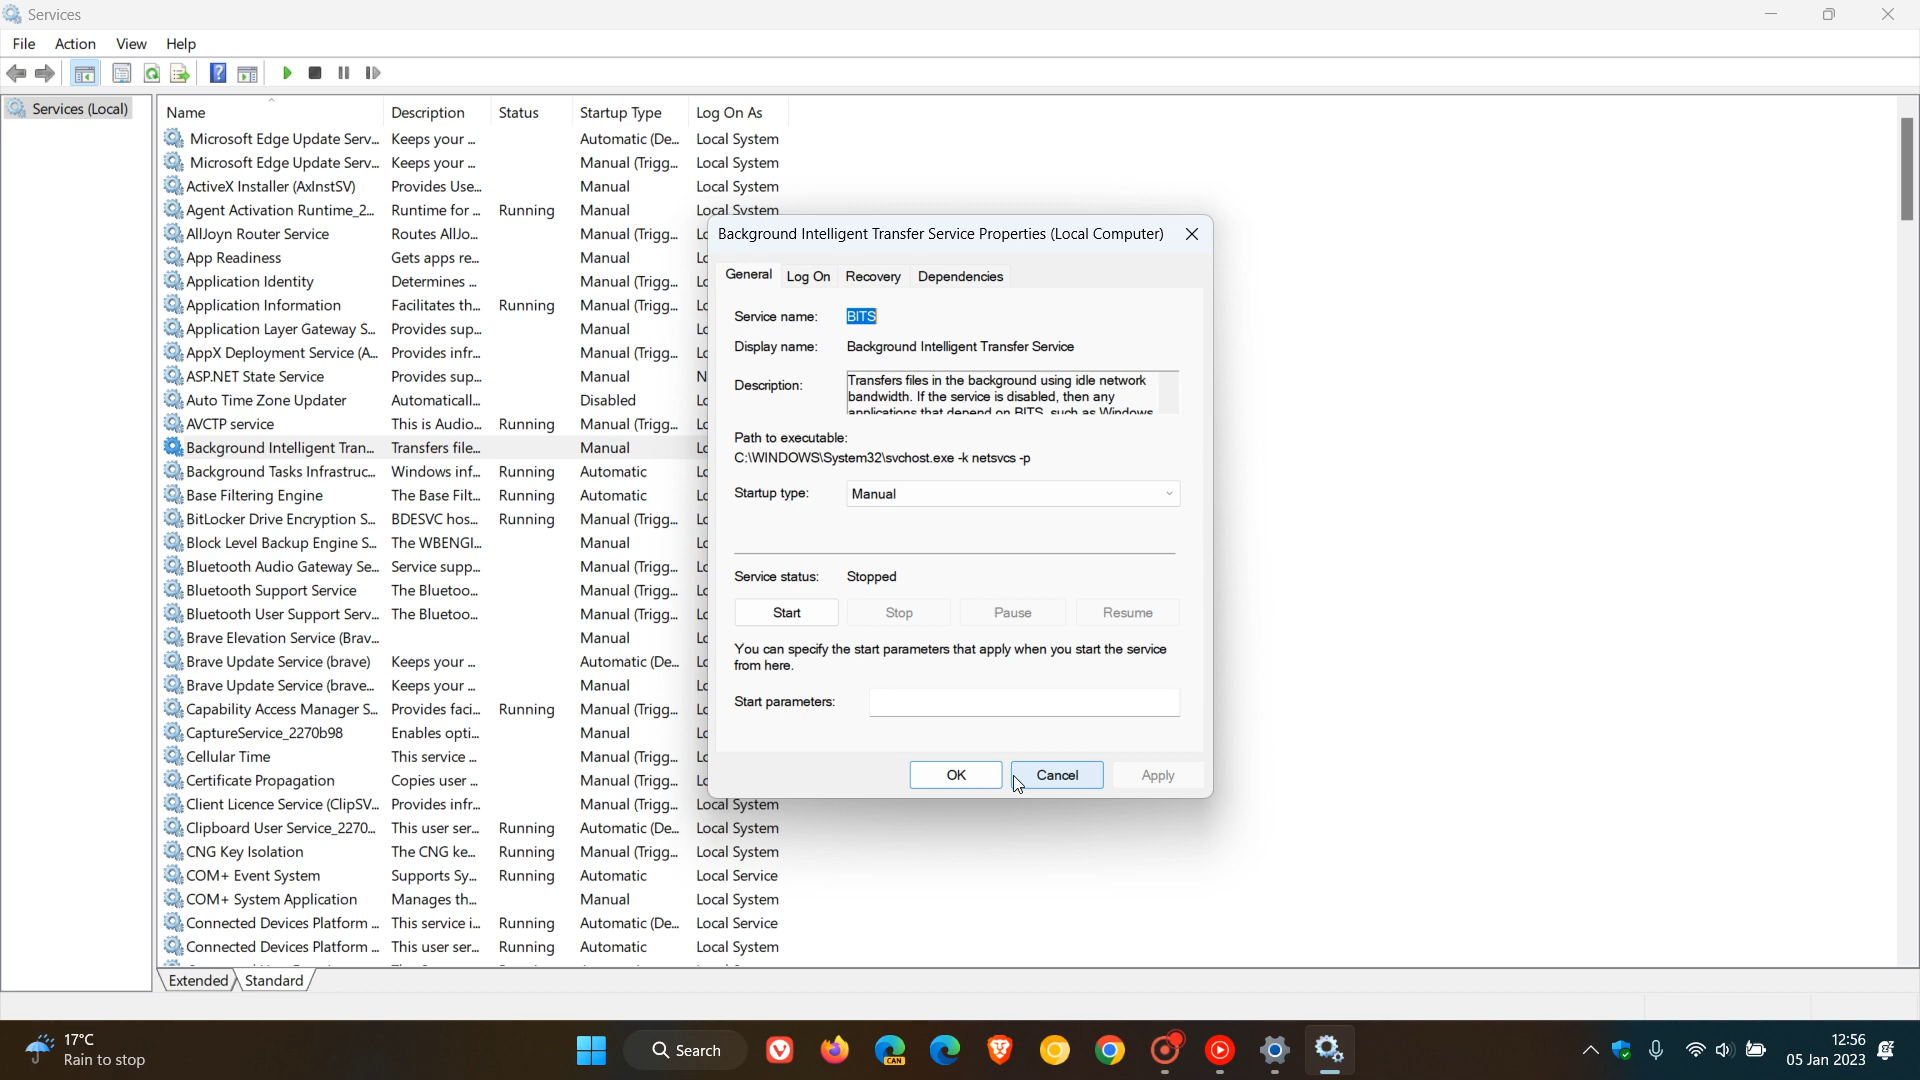 Services
File Action View Help
Services (Local)
Name Description Status Startup Type Log On As
Microsoft Edge Update Serv... Keeps your ... Automatic (De... Local System
Microsoft Edge Update Serv... Keeps your ... Manual (Trigg... Local System
ActiveX Installer (AxInstSV) Provides Use... Manual Local System
Agent Activation Runtime_2... Runtime for ... Running Manual Local System
AllJoyn Router Service Routes AllJo... Manual (Trigg...
App Readiness Gets apps re... Manual
Application Identity Determines ... Manual (Trigg...
Application Information Facilitates th... Running Manual (Trigg...
Application Layer Gateway S... Provides sup... Manual
AppX Deployment Service (A... Provides infr... Manual (Trigg...
ASP.NET State Service Provides sup... Manual
Auto Time Zone Updater Automaticall... Disabled
AVCTP service This is Audio... Running Manual (Trigg...
Background Intelligent Tran... Transfers file... Manual
Background Tasks Infrastruc... Windows inf... Running Automatic
Base Filtering Engine The Base Filt... Running Automatic
BitLocker Drive Encryption S... BDESVC hos... Running Manual (Trigg...
Block Level Backup Engine S... The WBENGI... Manual
Bluetooth Audio Gateway Se... Service supp... Manual (Trigg...
Bluetooth Support Service The Bluetoo... Manual (Trigg...
Bluetooth User Support Serv... The Bluetoo... Manual (Trigg...
Brave Elevation Service (Brav... Manual
Brave Update Service (brave) Keeps your ... Automatic (De...
Brave Update Service (brave... Keeps your ... Manual
Capability Access Manager S... Provides faci... Running Manual (Trigg...
CaptureService_2270b98 Enables opti... Manual
Cellular Time This service ... Manual (Trigg...
Certificate Propagation Copies user ... Manual (Trigg...
Client Licence Service (ClipSV... Provides infr... Manual (Trigg... Local System
Clipboard User Service_2270... This user ser... Running Automatic (De... Local System
CNG Key Isolation The CNG ke... Running Manual (Trigg... Local System
COM+ Event System Supports Sy... Running Automatic Local Service
COM+ System Application Manages th... Manual Local System
Connected Devices Platform ... This service i... Running Automatic (De... Local Service
Connected Devices Platform ... This user ser... Running Automatic Local System
Extended Standard
Background Intelligent Transfer Service Properties (Local Computer)
General Log On Recovery Dependencies
Service name: BITS
Display name: Background Intelligent Transfer Service
Description: Transfers files in the background using idle network
bandwidth. If the service is disabled, then any
applications that depend on BITS, such as Windows
Path to executable:
C:\WINDOWS\System32\svchost.exe -k netsvcs -p
Startup type: Manual
Service status: Stopped
Start Stop Pause Resume
You can specify the start parameters that apply when you start the service
from here.
Start parameters:
OK Cancel Apply
17°C
Rain to stop
Search
CAN
12:56
05 Jan 2023